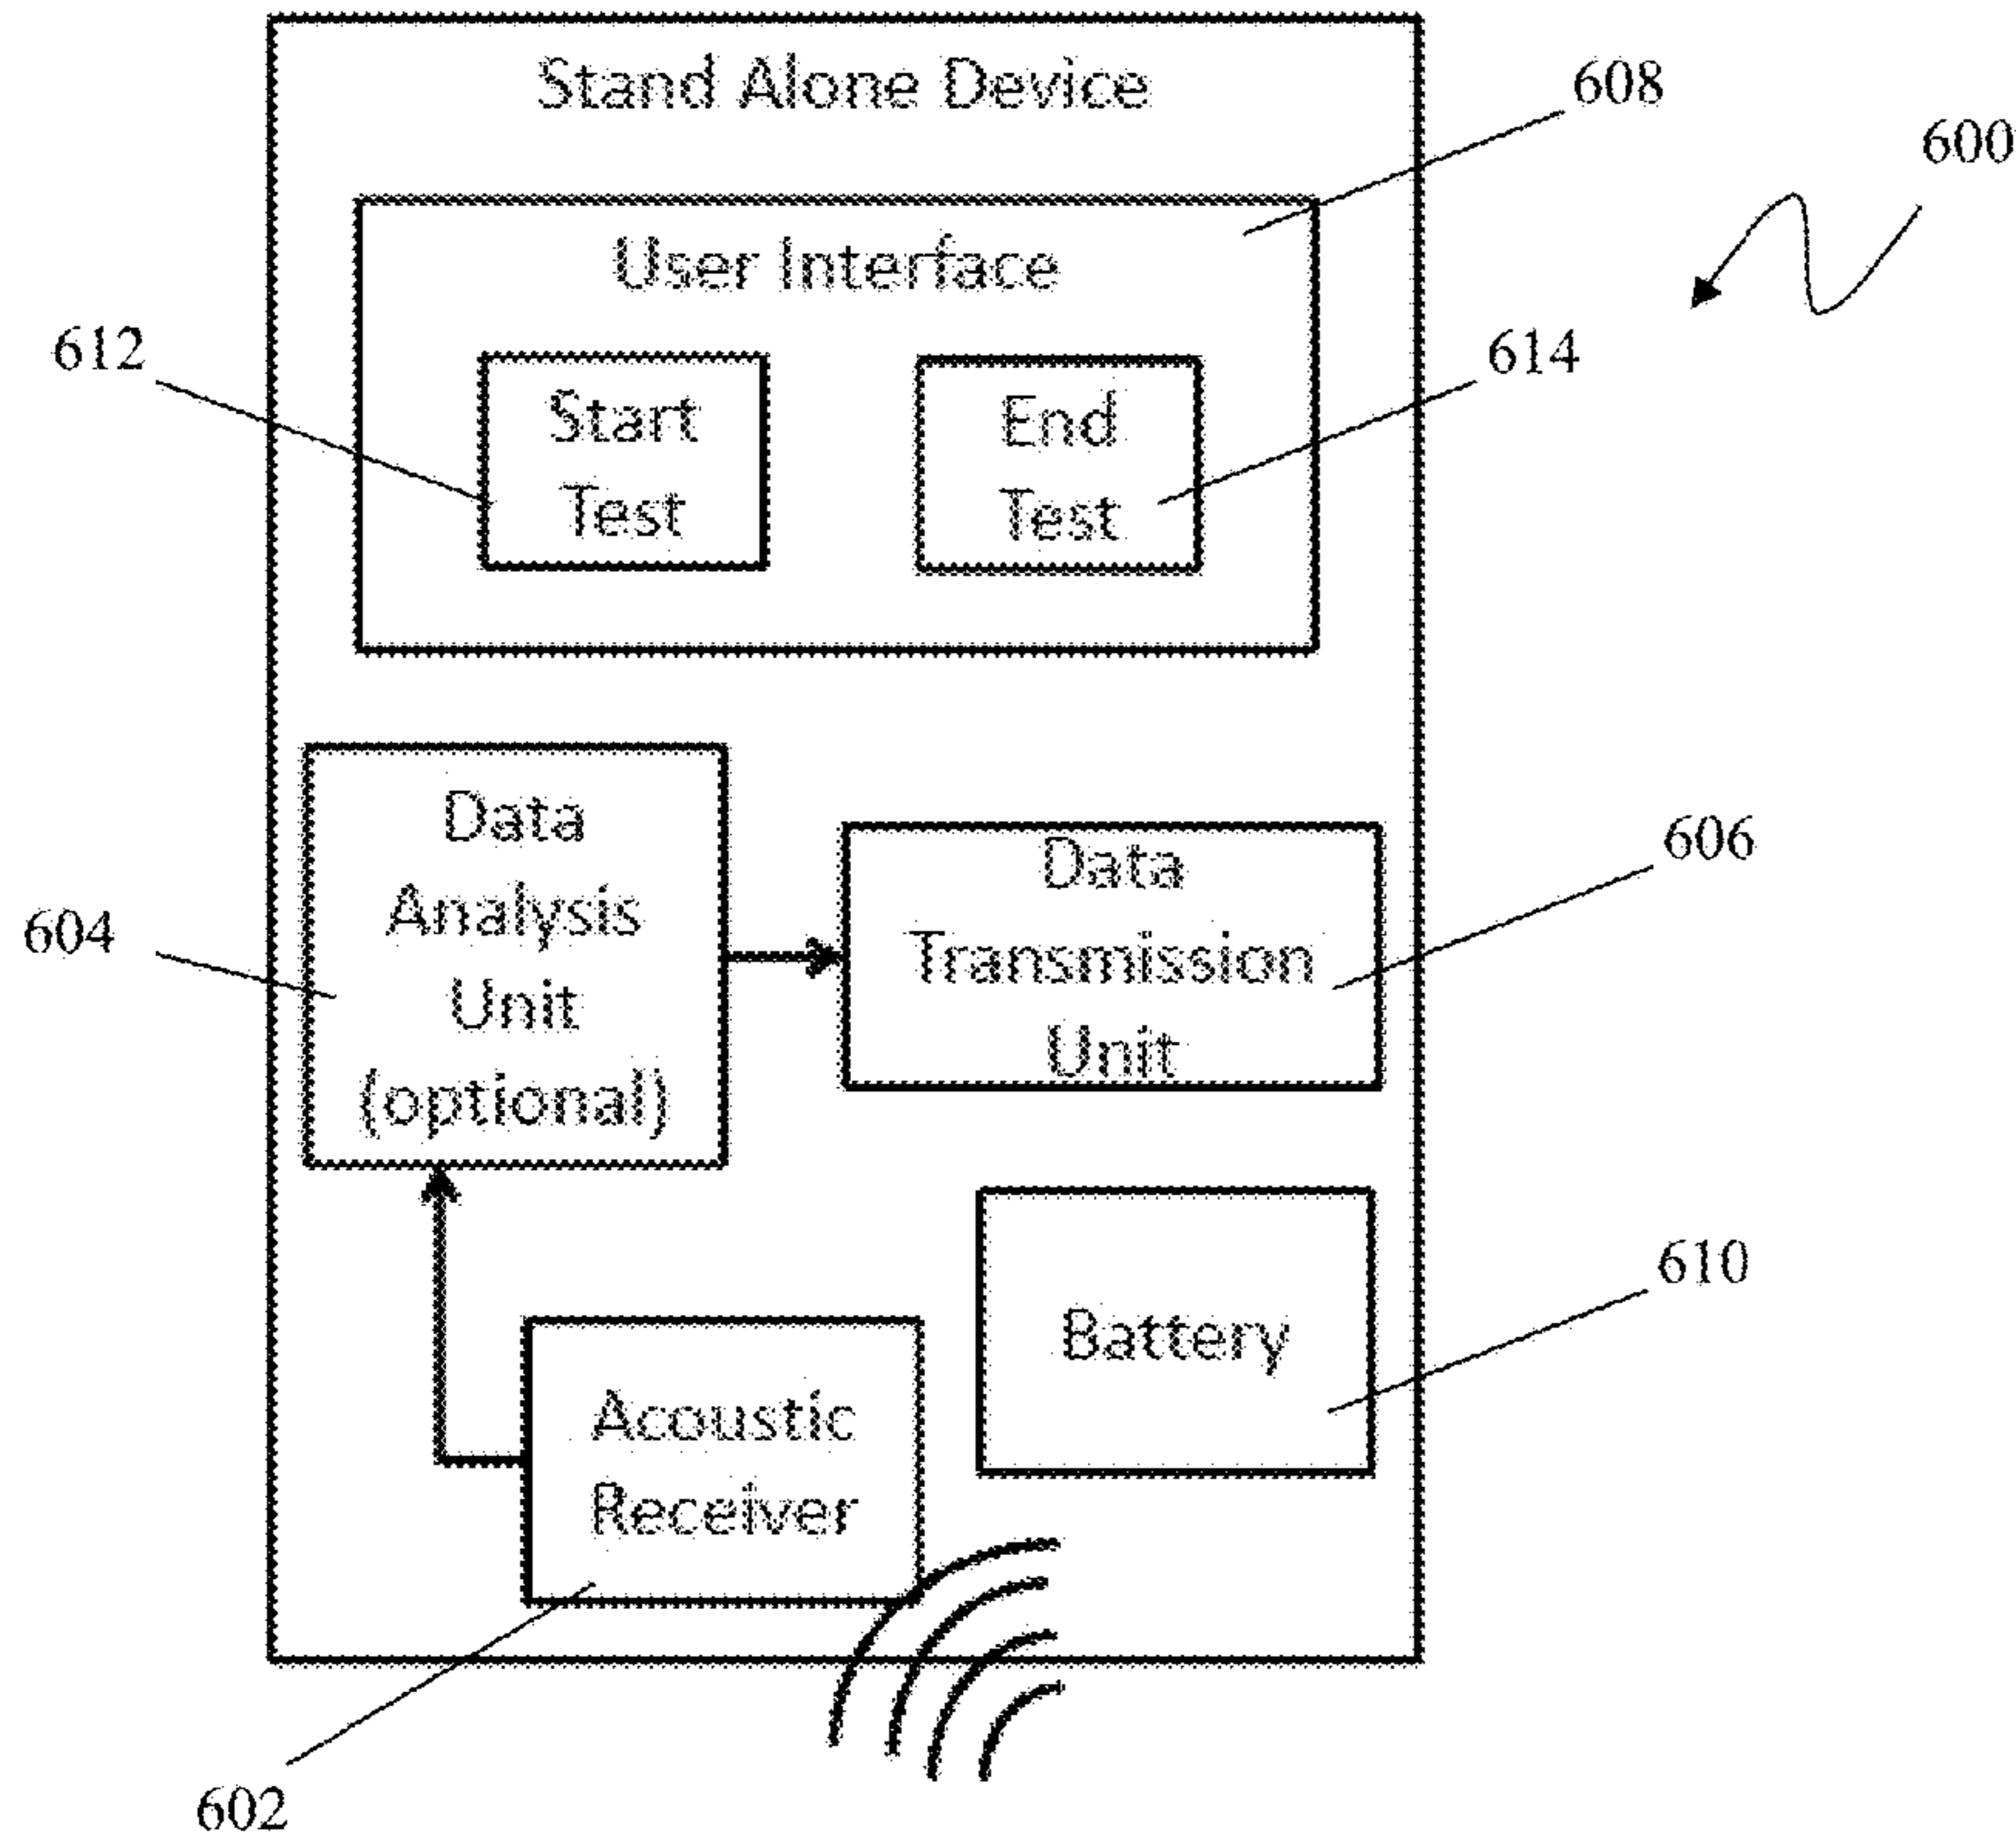 Stand Alone Device
608
600
User Interface
612
Start
Test
End
Test
614
Data
Analysis
Unit
(optional)
604
Data
Transmission
Unit
606
Battery
610
Acoustic
Receiver
602